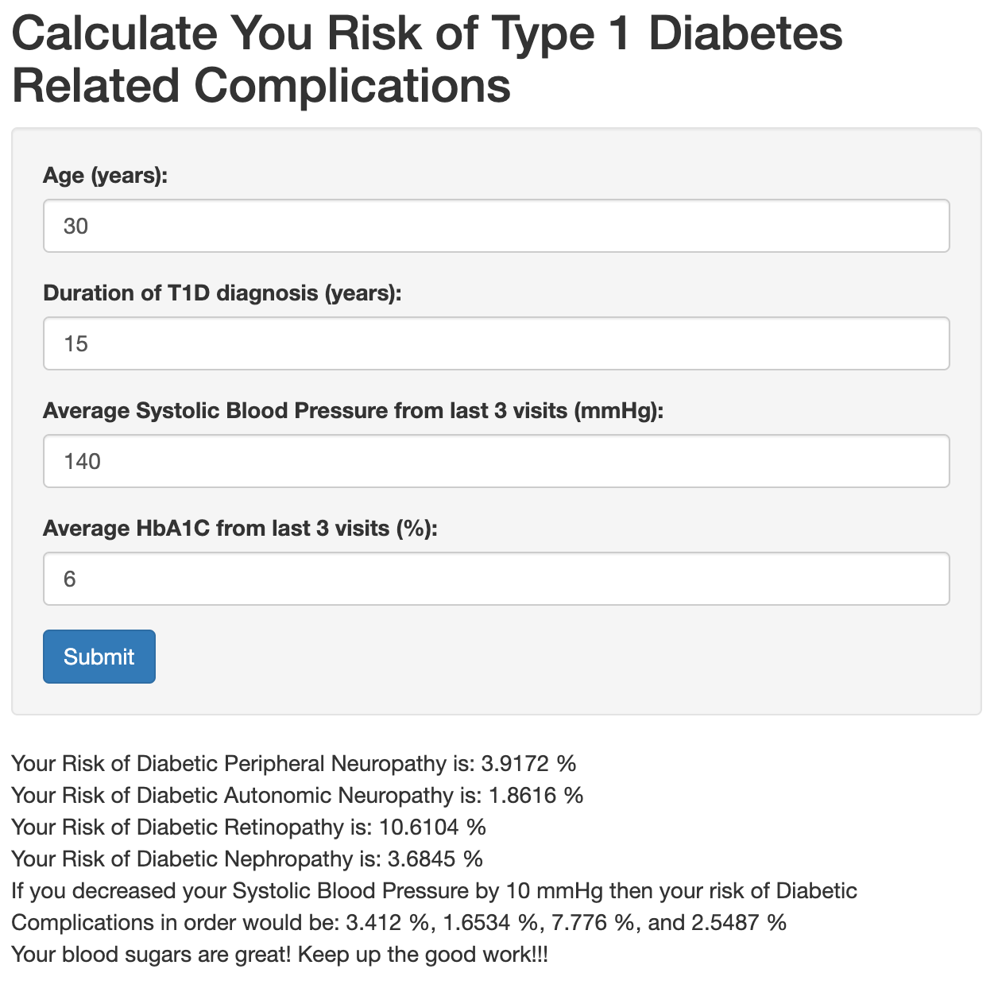 Calculate You Risk of Type 1 Diabetes
Related Complications
Age (years):
30
Duration of T1D diagnosis (years):
15
Average Systolic Blood Pressure from last 3 visits (mmHg):
140
Average HbA1C from last 3 visits (%):
6
Submit
Your Risk of Diabetic Peripheral Neuropathy is: 3.9172 %
Your Risk of Diabetic Autonomic Neuropathy is: 1.8616 %
Your Risk of Diabetic Retinopathy is: 10.6104 %
Your Risk of Diabetic Nephropathy is: 3.6845 %
If you decreased your Systolic Blood Pressure by 10 mmHg then your risk of Diabetic
Complications in order would be: 3.412 %, 1.6534 %, 7.776 %, and 2.5487 %
Your blood sugars are great! Keep up the good work!!!